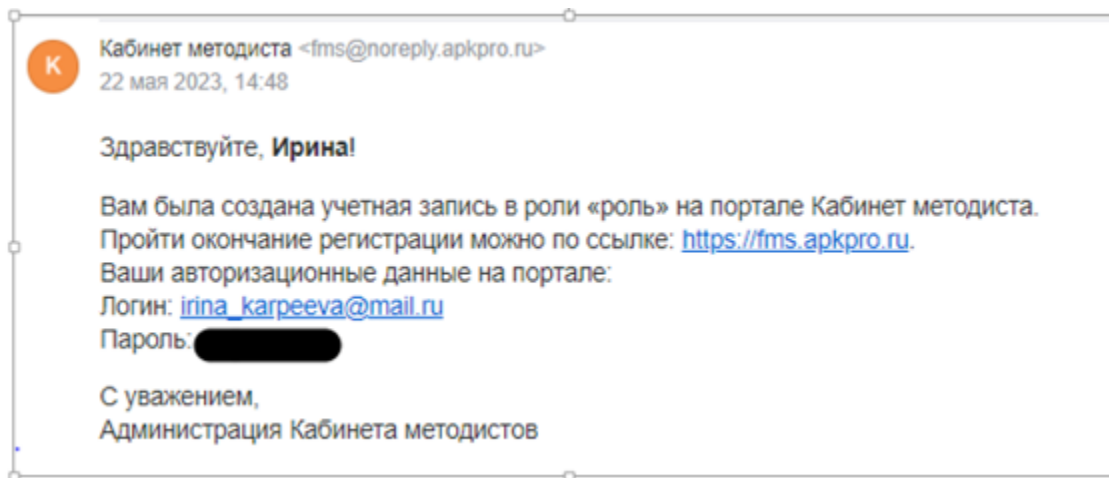 К
Кабинет методиста <fms@noreply.apkpro.ru>
22 мая 2023, 14:48
Здравствуйте, Ирина!
Вам была создана учетная запись в роли «роль» на портале Кабинет методиста.
Пройти окончание регистрации можно по ссылке: https://fms.apkpro.ru.
Ваши авторизационные данные на портале:
Логин: irina_karpeeva@mail.ru
Пароль:
С уважением,
Администрация Кабинета методистов